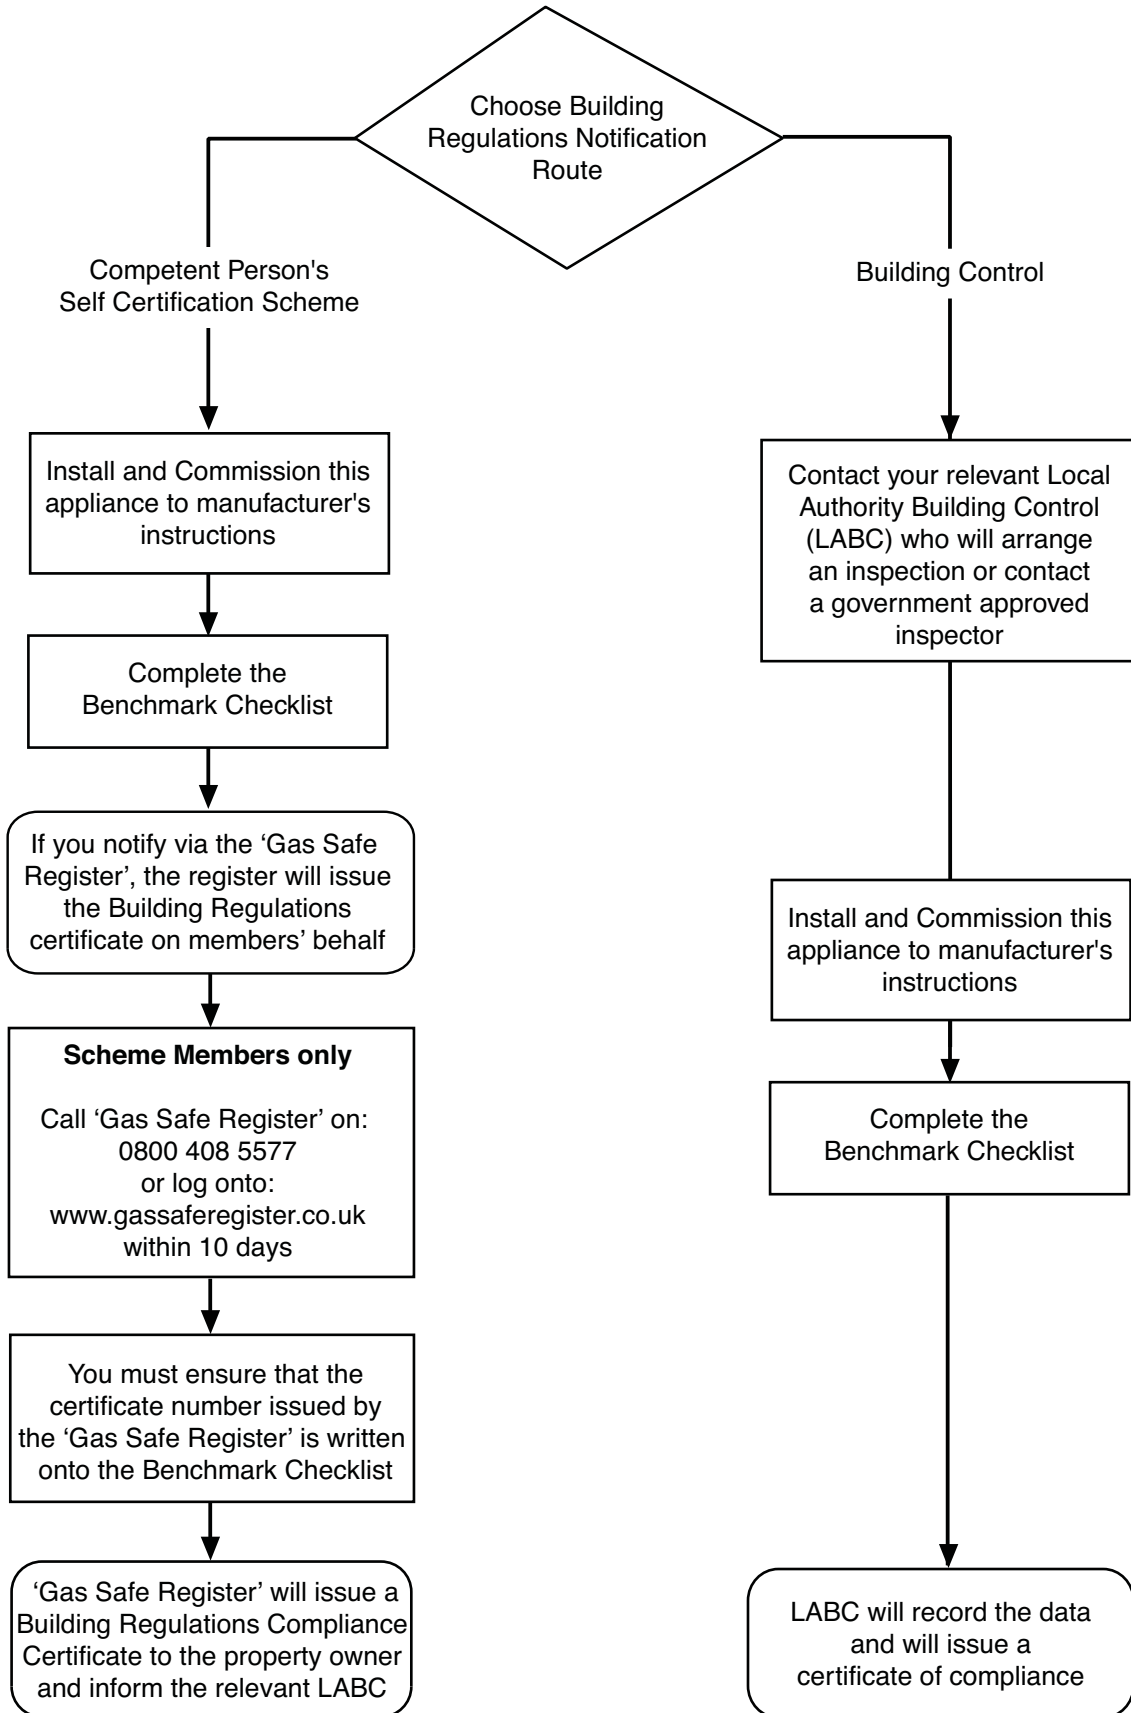 Choose Building
Regulations Notification
Route
Competent Person's
Self Certification Scheme
Building Control
Install and Commission this
appliance to manufacturer's
instructions
Complete the
Benchmark Checklist
If you notify via the ‘Gas Safe
Register’, the register will issue
the Building Regulations
certificate on members’ behalf
Scheme Members only
Call ‘Gas Safe Register’ on:
0800 408 5577
or log onto:
www.gassaferegister.co.uk
within 10 days
You must ensure that the
certificate number issued by
the ‘Gas Safe Register’ is written
onto the Benchmark Checklist
‘Gas Safe Register’ will issue a
Building Regulations Compliance
Certificate to the property owner
and inform the relevant LABC
Contact your relevant Local
Authority Building Control
(LABC) who will arrange
an inspection or contact
a government approved
inspector
Install and Commission this
appliance to manufacturer's
instructions
Complete the
Benchmark Checklist
LABC will record the data
and will issue a
certificate of compliance